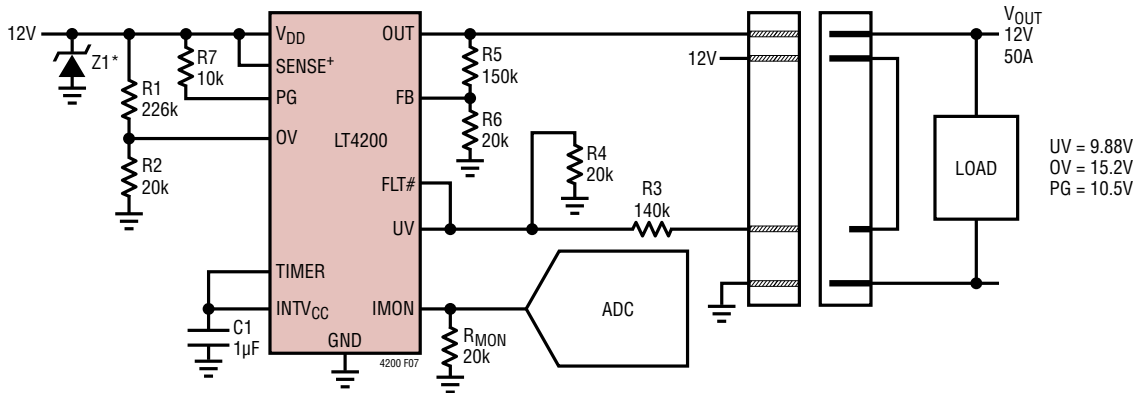 12V
Z1*
R1
226k
R2
20k
R7
10k
VDD
SENSE+
PG
OV
TIMER
INTVCC
GND
LT4200
OUT
FB
FLT#
UV
IMON
4200 F07
C1
1µF
R5
150k
R6
20k
R4
20k
R3
140k
RMON
20k
ADC
12V
VOUT
12V
50A
LOAD
UV = 9.88V
OV = 15.2V
PG = 10.5V